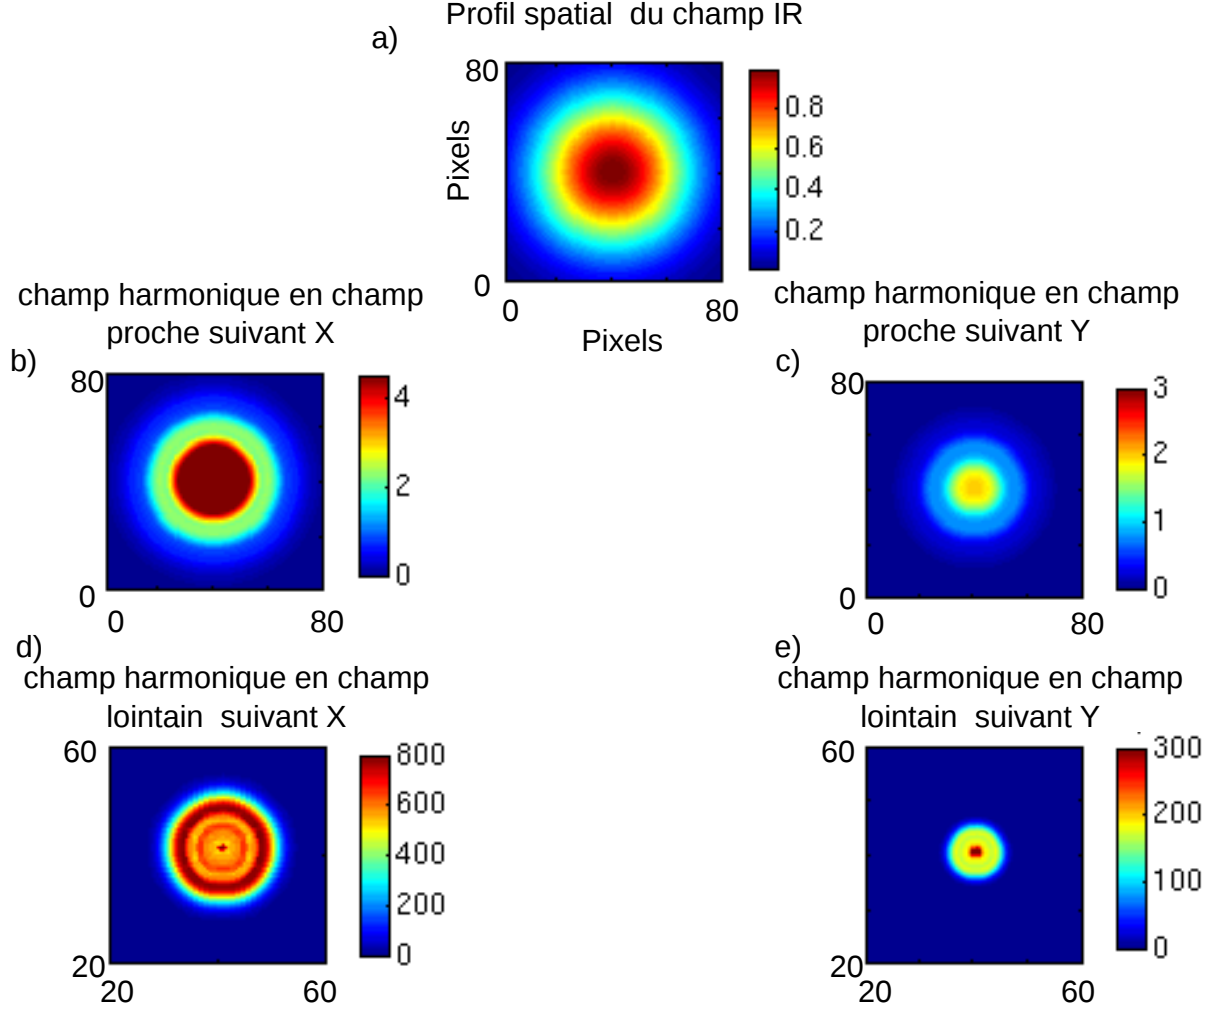 Profil spatial du champ IR
a)
80
Pixels
0
0 80
Pixels
0.8
0.6
0.4
0.2
champ harmonique en champ
proche suivant X
b)
80
0
0 80
4
2
0
champ harmonique en champ
proche suivant Y
c)
80
0
0 80
3
2
1
0
d)
champ harmonique en champ
lointain suivant X
60
20
20 60
800
600
400
200
0
e)
champ harmonique en champ
lointain suivant Y
60
20
20 60
300
200
100
0